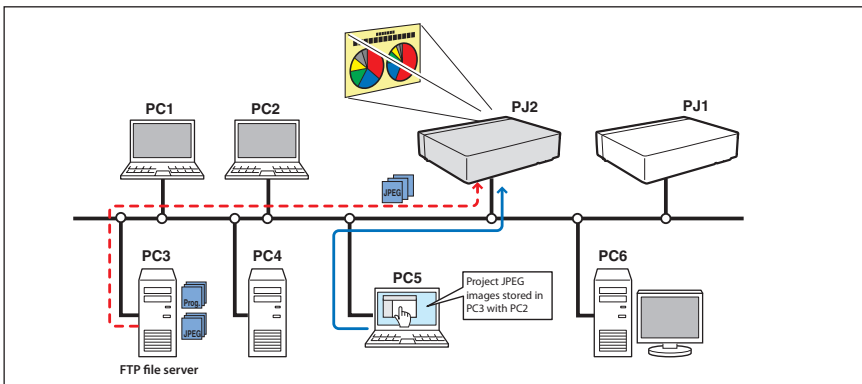 PC1
PC2
PJ2
PJ1
JPEG
PC3
PC4
PC5
PC6
Prog.
JPEG
Project JPEG
images stored in
PC3 with PC2
FTP file server